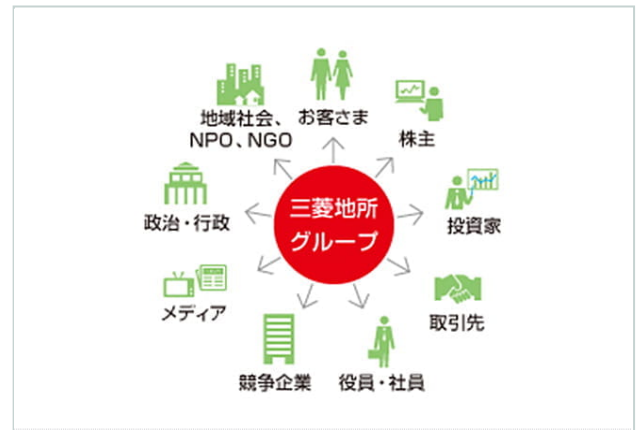 お客さま
株主
投資家
取引先
役員・社員
競争企業
メディア
政治・行政
地域社会、
NPO、NGO
三菱地所
グループ